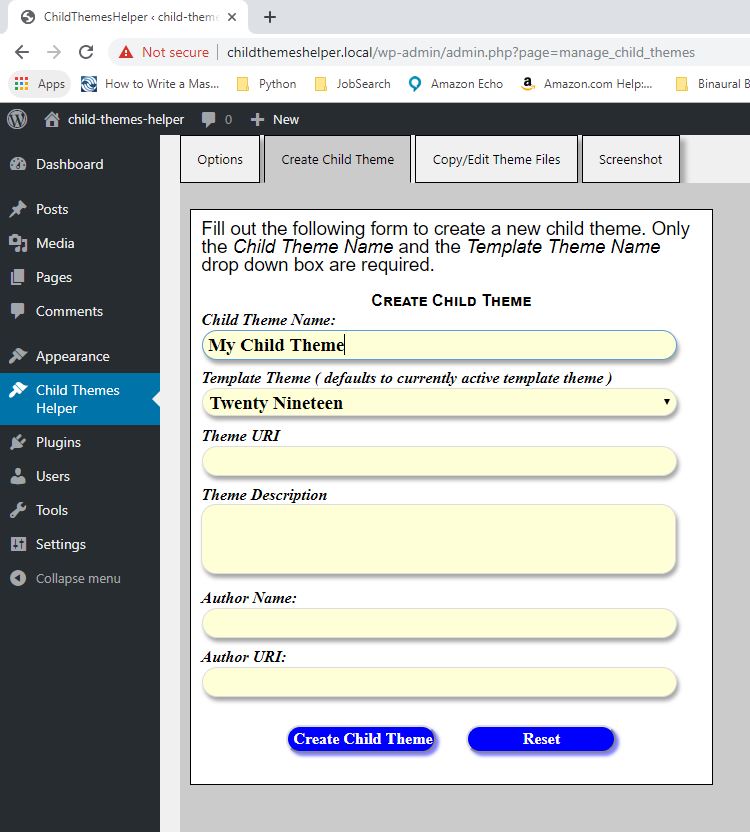 ChildThemesHelper ‹ child-theme
Not secure childthemeshelper.local/wp-admin/admin.php?page=manage_child_themes
Apps How to Write a Mas... Python JobSearch Amazon Echo Amazon.com Help:... Binaural B
child-themes-helper 0 New
Options Create Child Theme Copy/Edit Theme Files Screenshot
Dashboard
Posts
Media
Pages
Comments
Appearance
Child Themes
Helper
Plugins
Users
Tools
Settings
Collapse menu
Fill out the following form to create a new child theme. Only
the Child Theme Name and the Template Theme Name
drop down box are required.
Create Child Theme
Child Theme Name:
My Child Theme
Template Theme ( defaults to currently active template theme )
Twenty Nineteen
Theme URI
Theme Description
Author Name:
Author URI:
Create Child Theme Reset